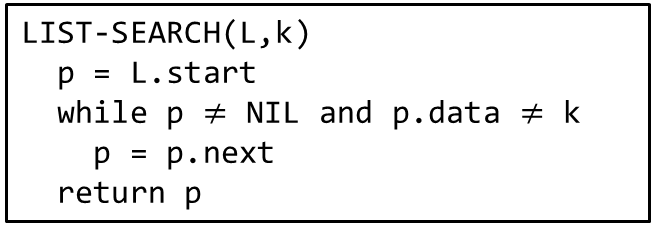 LIST-SEARCH(L,k)
p = L.start
while p ≠ NIL and p.data ≠ k
p = p.next
return p